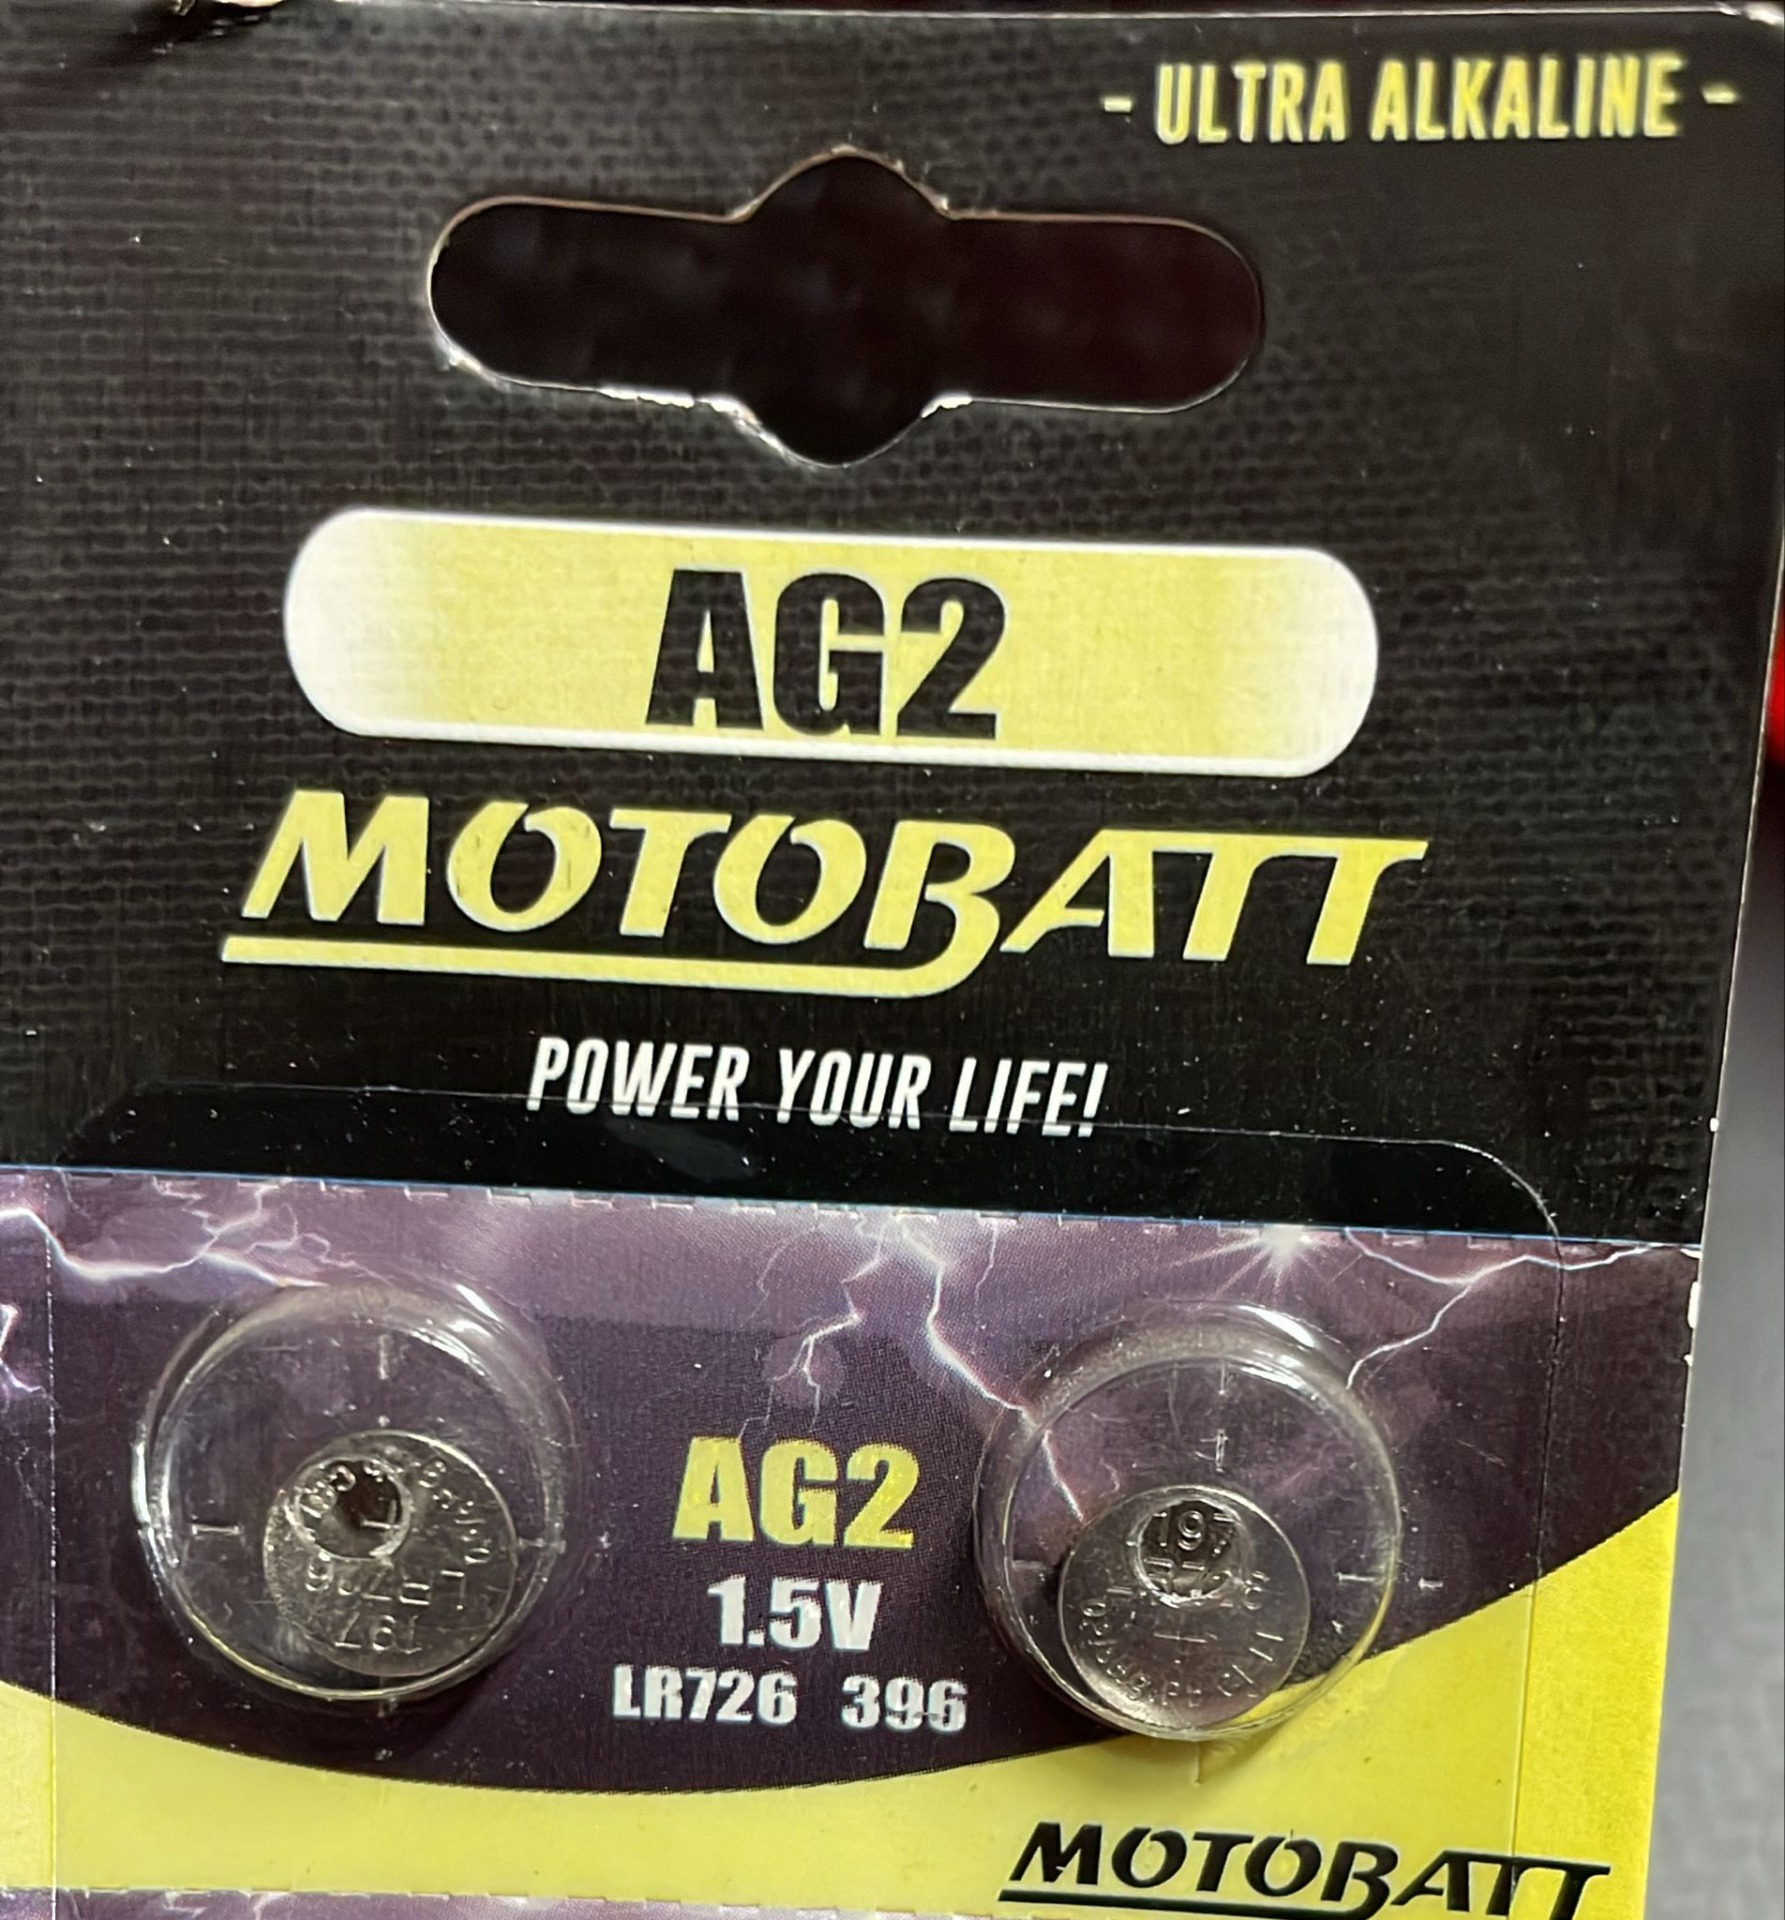 - ULTRA ALKALINE -
AG2
MOTOBATT
POWER YOUR LIFE!
AG2
1.5V
LR726 396
MOTOBATT